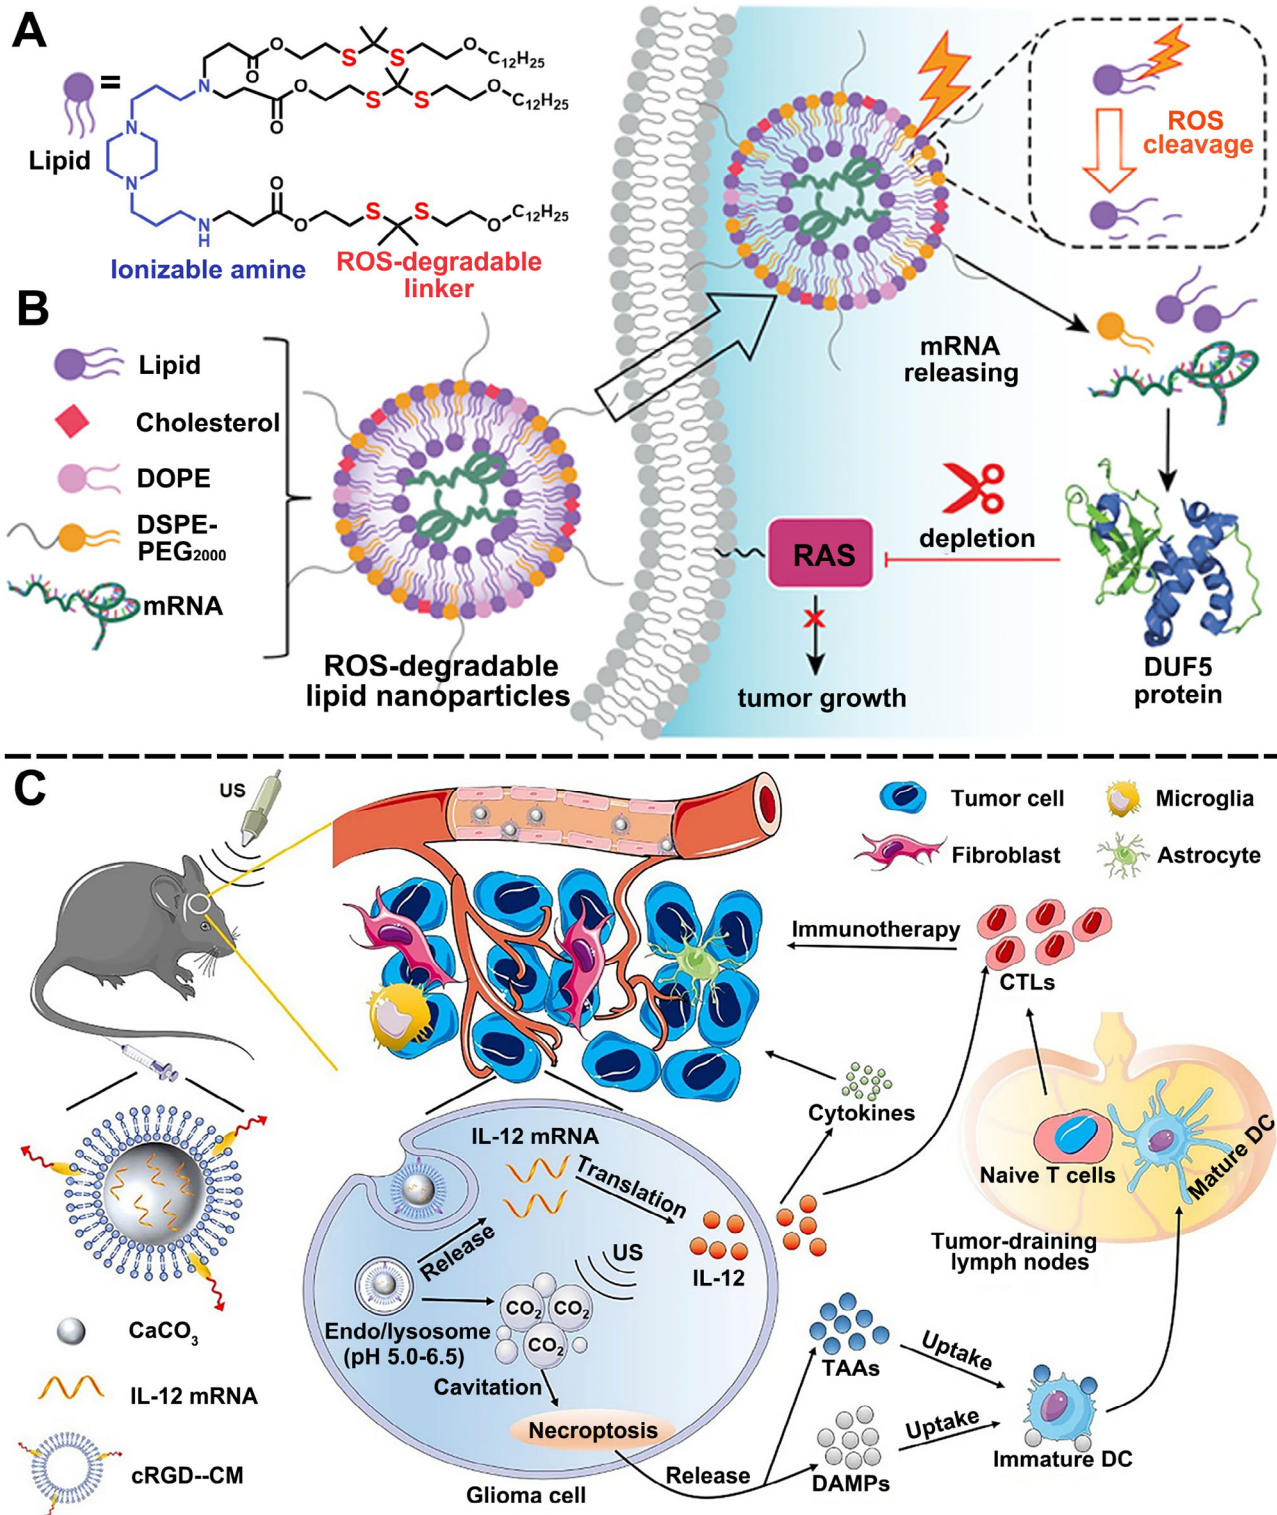 A
O
S
S
O
C12H25
O
N
O
S
S
O
C12H25
O
=
Lipid
N
N
O
N
H
O
S
S
O
C12H25
Ionizable amine
ROS-degradable
linker
ROS
cleavage
B
Lipid
Cholesterol
DOPE
DSPE-
PEG2000
mRNA
ROS-degradable
lipid nanoparticles
mRNA
releasing
depletion
RAS
x
tumor growth
DUF5
protein
C
US
Tumor cell
Microglia
Fibroblast
Astrocyte
Immunotherapy
CTLs
Cytokines
Naive T cells
Mature DC
Tumor-draining
lymph nodes
IL-12 mRNA
Translation
Release
US
IL-12
CO2
CO2
CO2
Endo/lysosome
(pH 5.0-6.5)
Cavitation
Necroptosis
Glioma cell
Release
TAAs
Uptake
DAMPs
Uptake
Immature DC
CaCO3
IL-12 mRNA
cRGD--CM